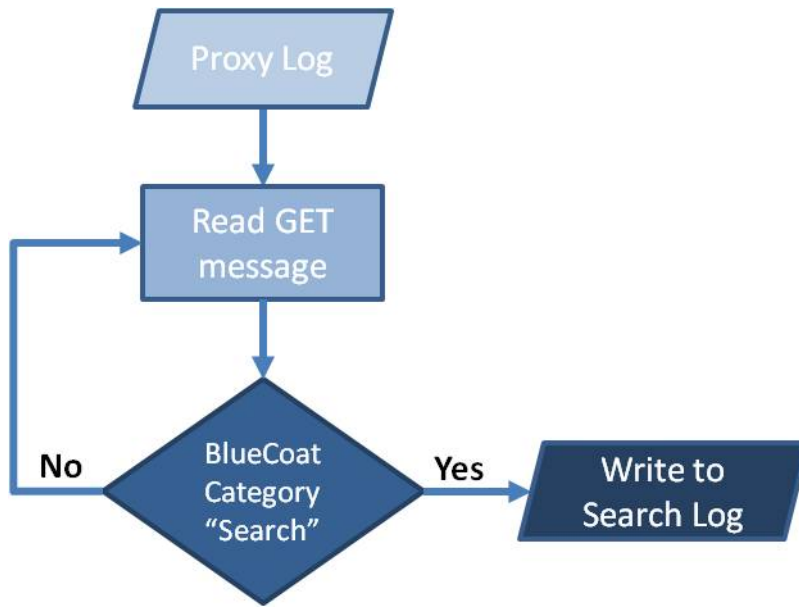 Proxy Log
Read GET
message
BlueCoat
Category
“Search”
No
Yes
Write to
Search Log